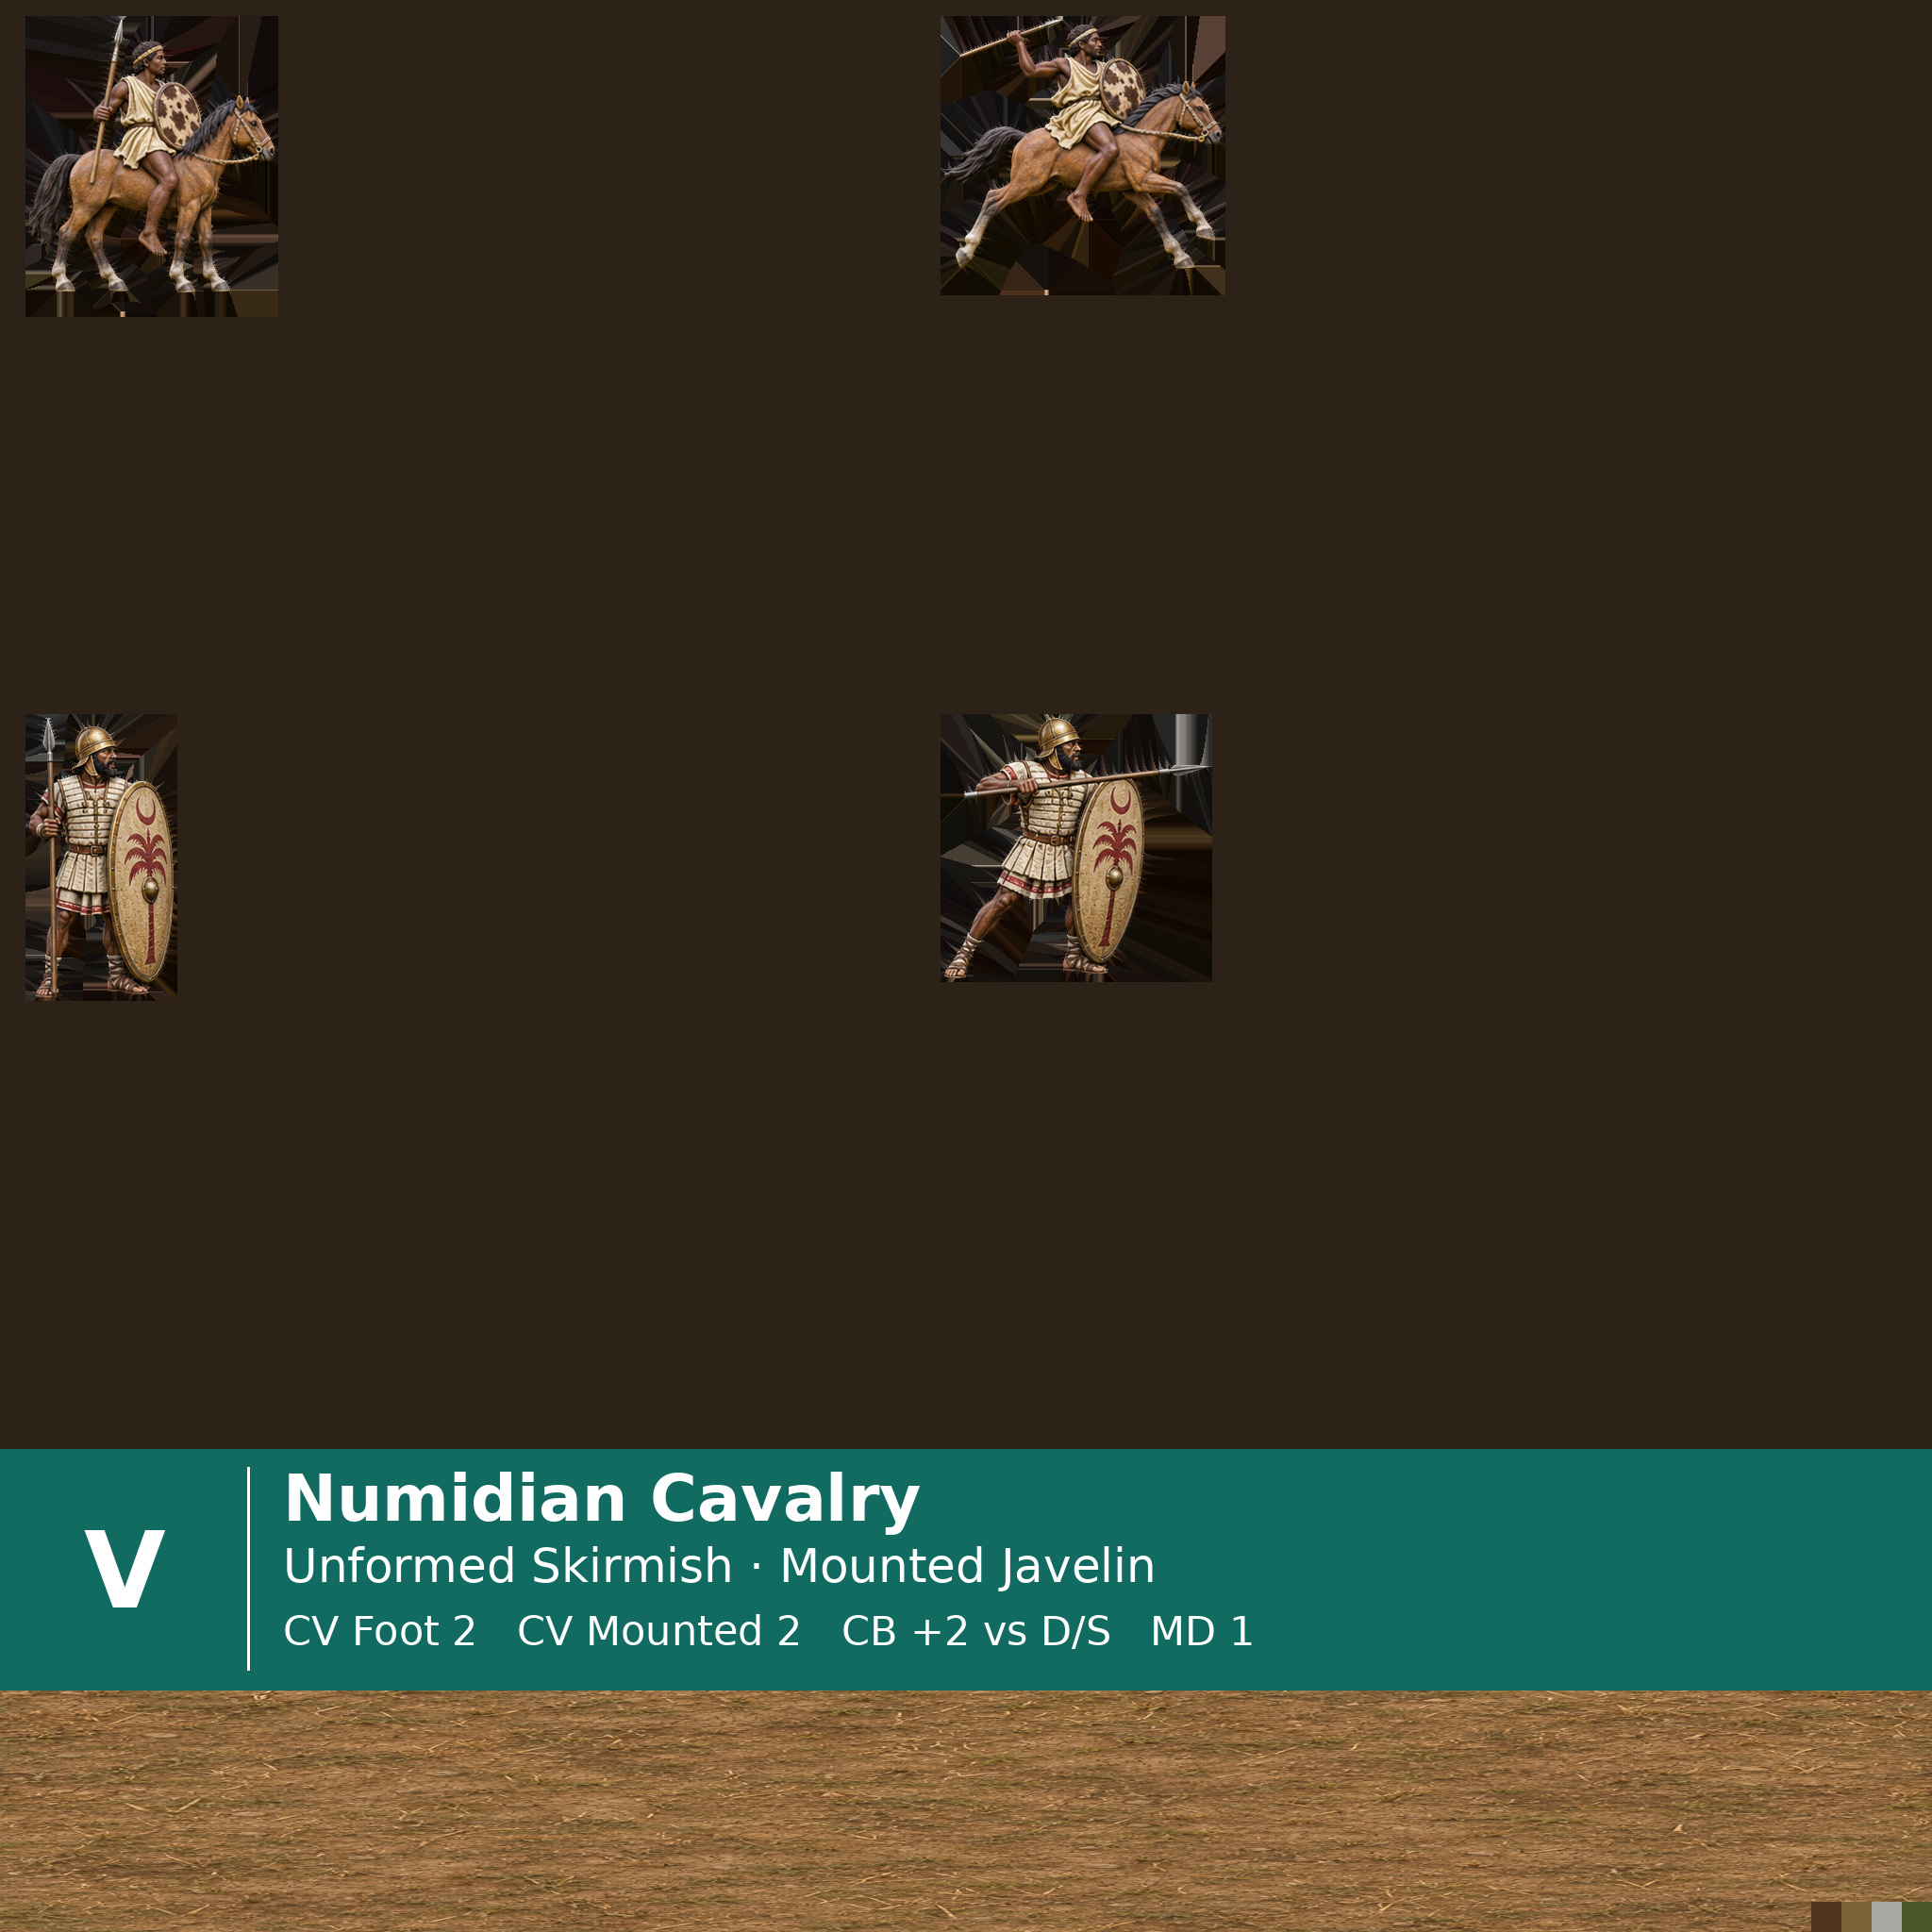 V
Numidian Cavalry
Unformed Skirmish · Mounted Javelin
CV Foot 2 CV Mounted 2 CB +2 vs D/S MD 1